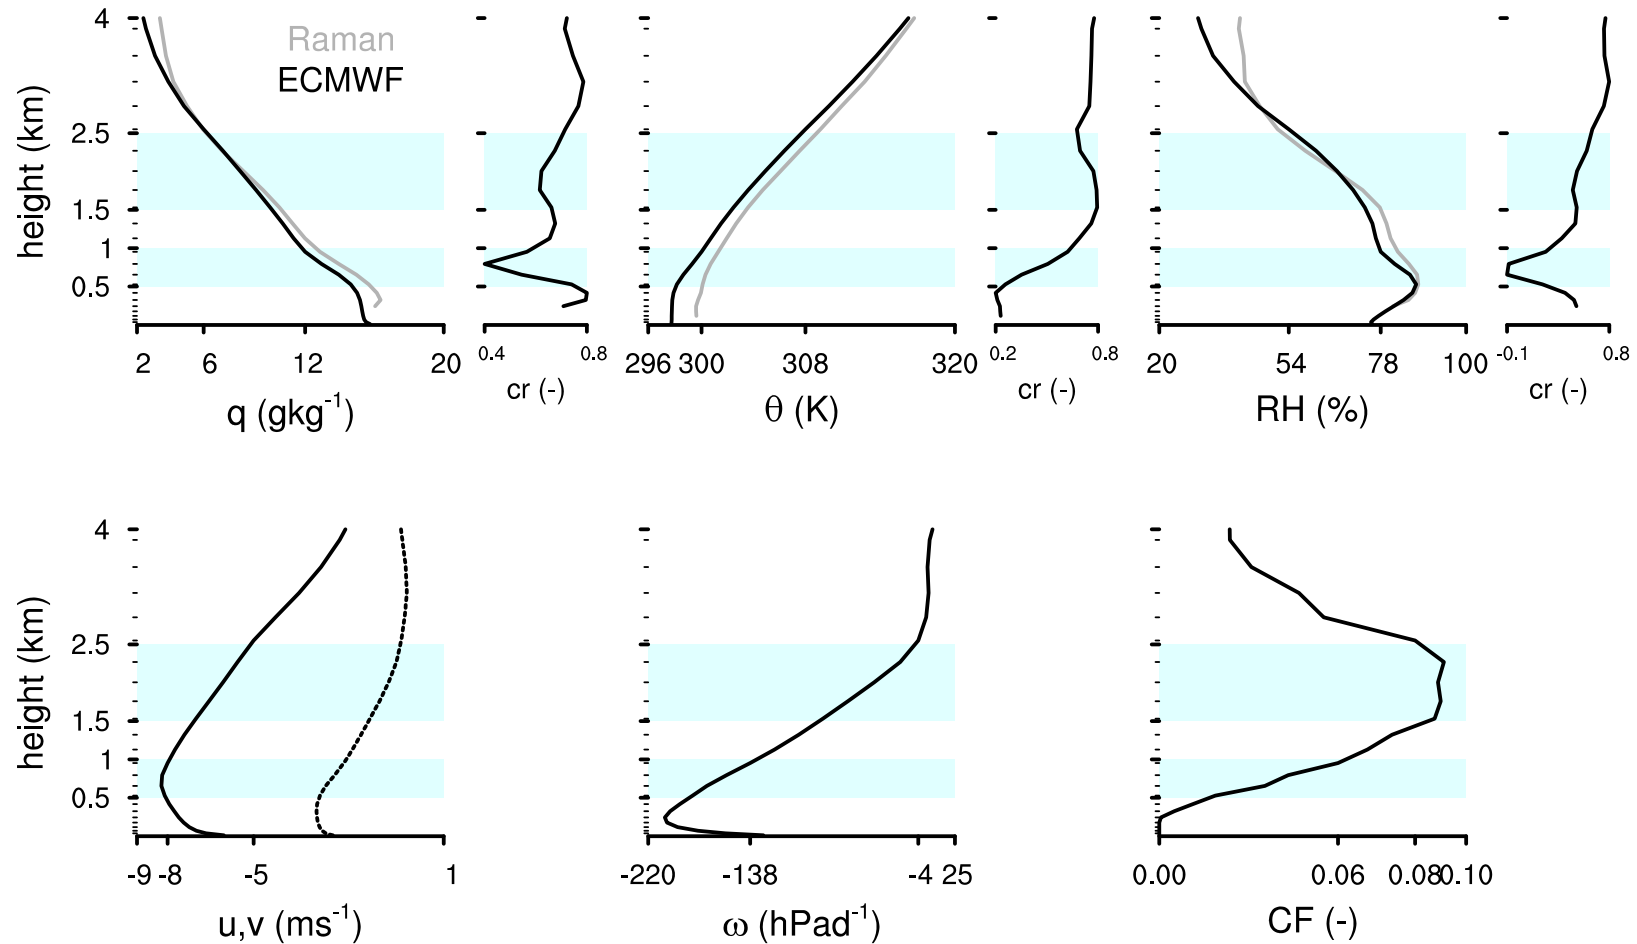 Raman
ECMWF
height (km)
4
2.5
1.5
1
0.5
2 6 12 20
q (gkg-1)
0.4 0.8
cr (-)
296 300 308 320
θ (K)
0.2 0.8
cr (-)
20 54 78 100
RH (%)
-0.1 0.8
cr (-)
height (km)
4
2.5
1.5
1
0.5
-9 -8 -5 1
u,v (ms-1)
-220 -138 -4 25
ω (hPad-1)
0.00 0.06 0.08 0.10
CF (-)